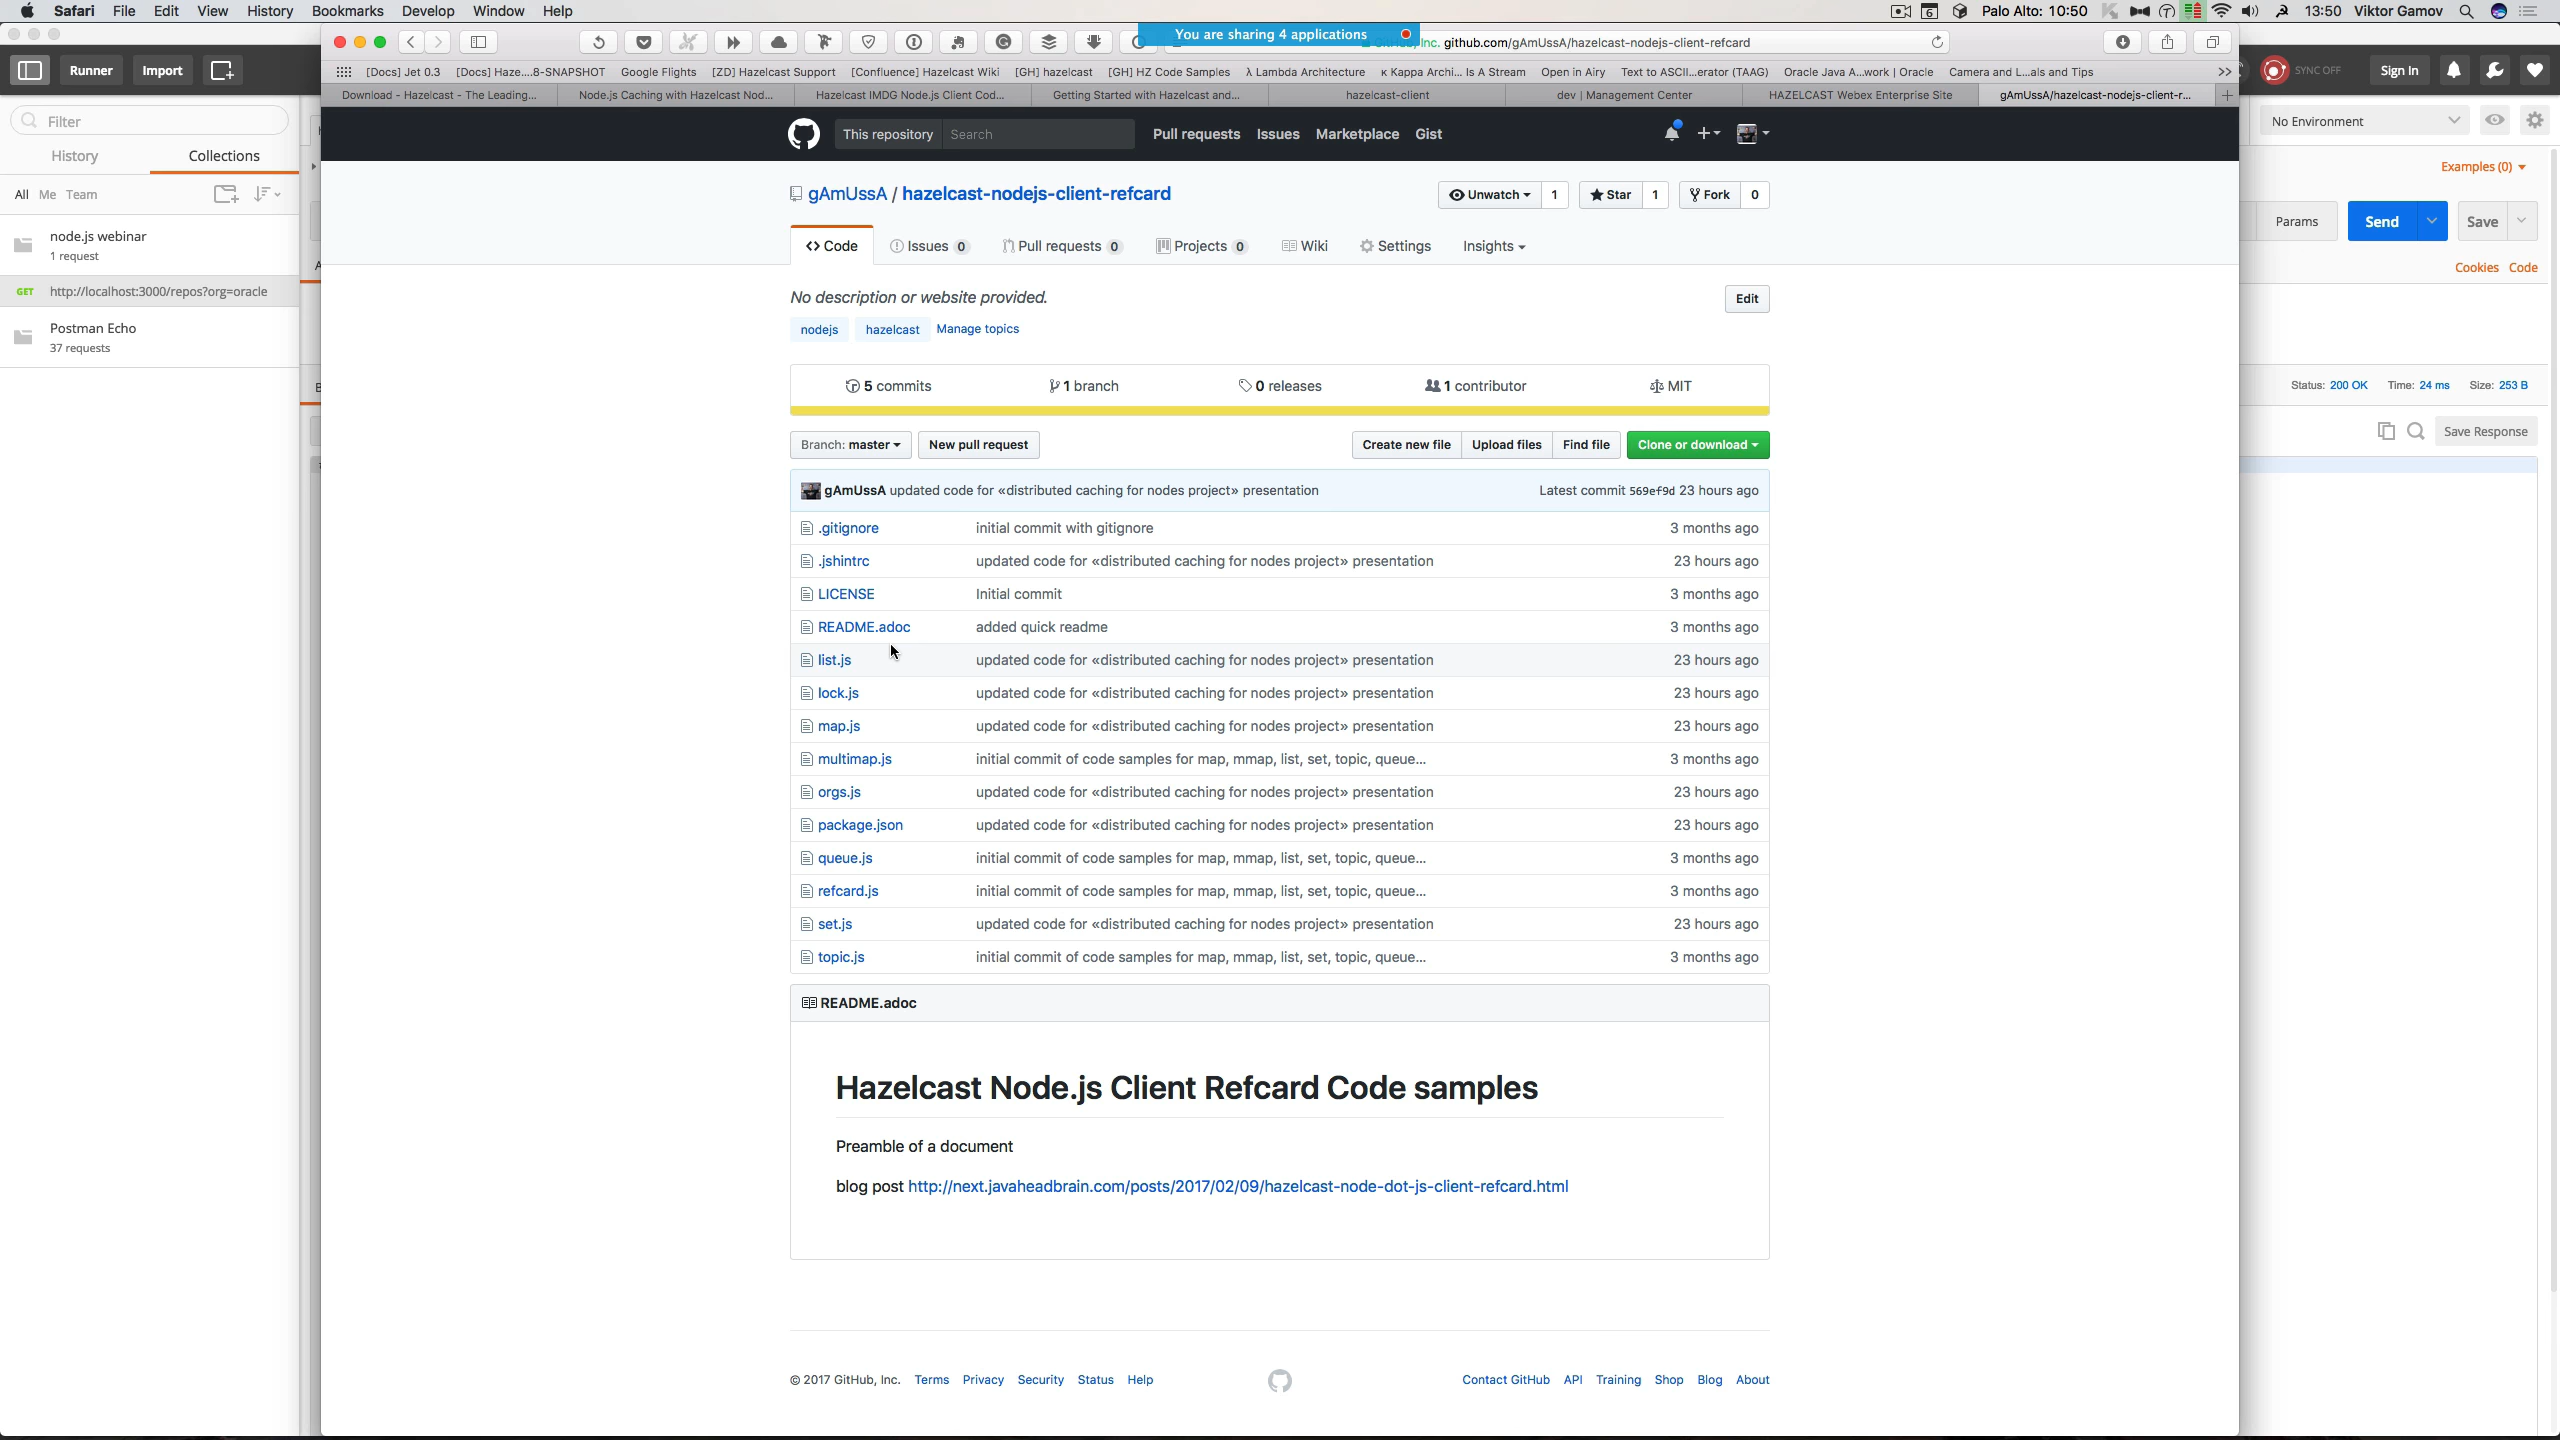 Safari File Edit View History Bookmarks Develop Window Help
6 Palo Alto: 10:50 13:50 Viktor Gamov
You are sharing 4 applications
Inc. github.com/gAmUssA/hazelcast-nodejs-client-refcard
Runner Import
SYNC OFF Sign In
[Docs] Jet 0.3 [Docs] Haze....8-SNAPSHOT Google Flights [ZD] Hazelcast Support [Confluence] Hazelcast Wiki [GH] hazelcast [GH] HZ Code Samples λ Lambda Architecture κ Kappa Archi... Is A Stream Open in Airy Text to ASCII...erator (TAAG) Oracle Java A...work | Oracle Camera and L...als and Tips
Download - Hazelcast - The Leading... Node.js Caching with Hazelcast Nod... Hazelcast IMDG Node.js Client Cod... Getting Started with Hazelcast and... hazelcast-client dev | Management Center HAZELCAST Webex Enterprise Site gAmUssA/hazelcast-nodejs-client-r...
Filter
History Collections
All Me Team
node.js webinar
1 request
GET http://localhost:3000/repos?org=oracle
Postman Echo
37 requests
This repository Search Pull requests Issues Marketplace Gist
gAmUssA / hazelcast-nodejs-client-refcard
Unwatch 1 Star 1 Fork 0
Code Issues 0 Pull requests 0 Projects 0 Wiki Settings Insights
No description or website provided.
Edit
nodejs hazelcast Manage topics
5 commits 1 branch 0 releases 1 contributor MIT
Branch: master New pull request Create new file Upload files Find file Clone or download
gAmUssA updated code for «distributed caching for nodes project» presentation Latest commit 569ef9d 23 hours ago
.gitignore initial commit with gitignore 3 months ago
.jshintrc updated code for «distributed caching for nodes project» presentation 23 hours ago
LICENSE Initial commit 3 months ago
README.adoc added quick readme 3 months ago
list.js updated code for «distributed caching for nodes project» presentation 23 hours ago
lock.js updated code for «distributed caching for nodes project» presentation 23 hours ago
map.js updated code for «distributed caching for nodes project» presentation 23 hours ago
multimap.js initial commit of code samples for map, mmap, list, set, topic, queue... 3 months ago
orgs.js updated code for «distributed caching for nodes project» presentation 23 hours ago
package.json updated code for «distributed caching for nodes project» presentation 23 hours ago
queue.js initial commit of code samples for map, mmap, list, set, topic, queue... 3 months ago
refcard.js initial commit of code samples for map, mmap, list, set, topic, queue... 3 months ago
set.js updated code for «distributed caching for nodes project» presentation 23 hours ago
topic.js initial commit of code samples for map, mmap, list, set, topic, queue... 3 months ago
README.adoc
Hazelcast Node.js Client Refcard Code samples
Preamble of a document
blog post http://next.javaheadbrain.com/posts/2017/02/09/hazelcast-node-dot-js-client-refcard.html
© 2017 GitHub, Inc. Terms Privacy Security Status Help
Contact GitHub API Training Shop Blog About
No Environment
Examples (0)
Params Send Save
Cookies Code
Status: 200 OK Time: 24 ms Size: 253 B
Save Response